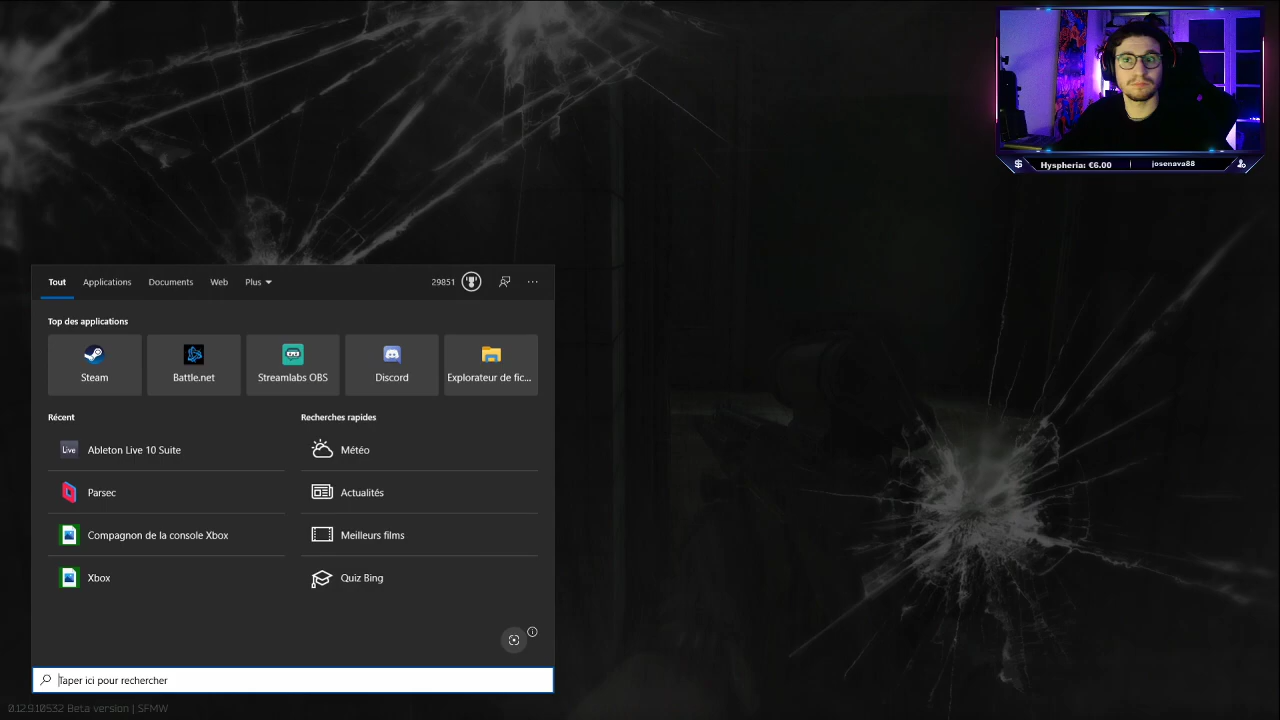 Hyspheria: €6.00
josenava88
Tout Applications Documents Web Plus 29851 ...
Top des applications
Steam Battle.net Streamlabs OBS Discord Explorateur de fic...
Récent Recherches rapides
Live Ableton Live 10 Suite Météo
Parsec Actualités
Compagnon de la console Xbox Meilleurs films
Xbox Quiz Bing
Taper ici pour rechercher
0.12.9.10532 Beta version | SFMW